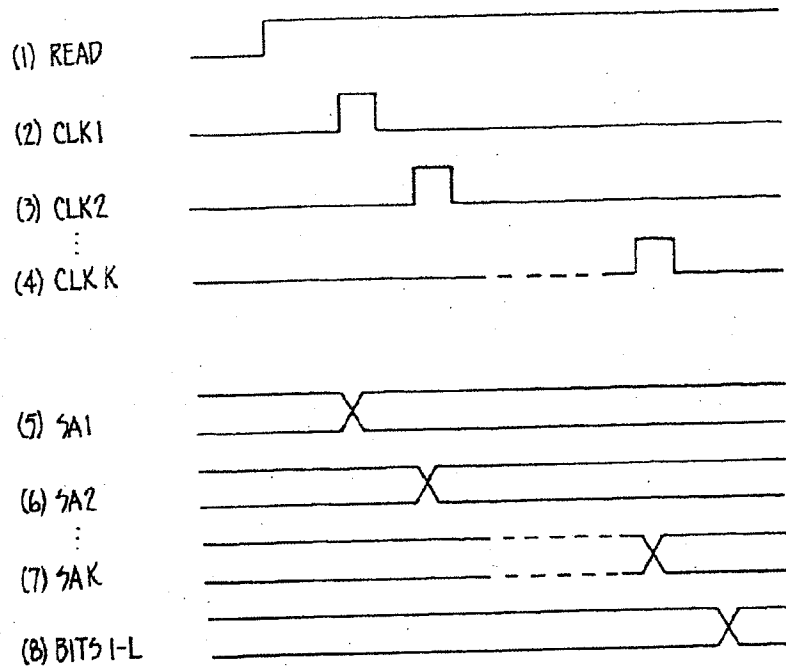 (1) READ
(2) CLK1
(3) CLK2
(4) CLK K
(5) SA1
(6) SA2
(7) SAK
(8) BITS 1-L